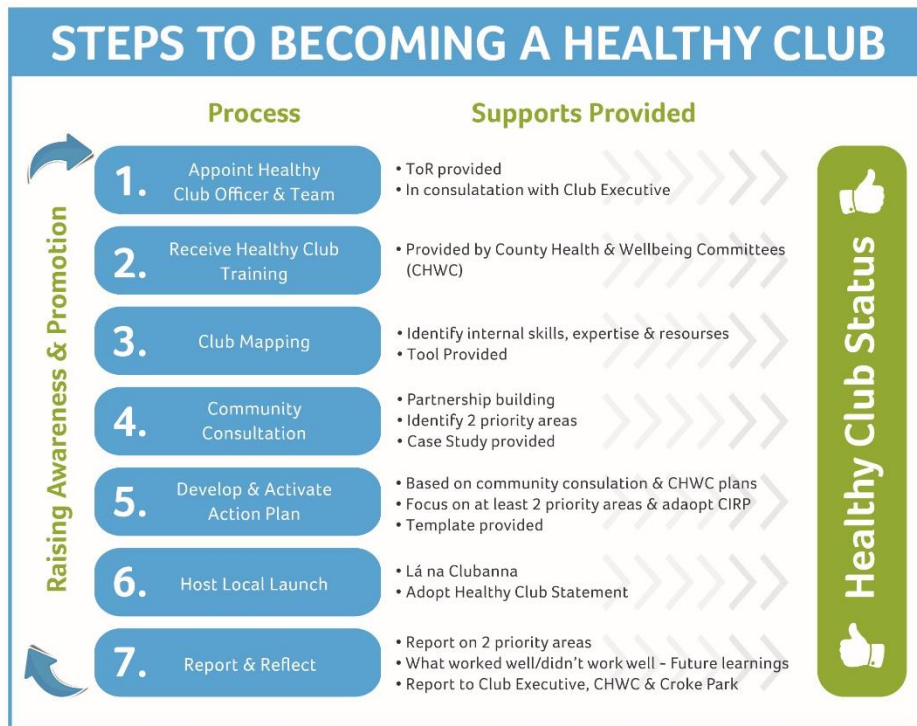 STEPS TO BECOMING A HEALTHY CLUB
Process
Supports Provided
Raising Awareness & Promotion
1.
Appoint Healthy
Club Officer & Team
• ToR provided
• In consulatation with Club Executive
2.
Receive Healthy Club
Training
• Provided by County Health & Wellbeing Committees
(CHWC)
3.
Club Mapping
• Identify internal skills, expertise & resourses
• Tool Provided
4.
Community
Consultation
• Partnership building
• Identify 2 priority areas
• Case Study provided
5.
Develop & Activate
Action Plan
• Based on community consulation & CHWC plans
• Focus on at least 2 priority areas & adaopt CIRP
• Template provided
6.
Host Local Launch
• Lá na Clubanna
• Adopt Healthy Club Statement
7.
Report & Reflect
• Report on 2 priority areas
• What worked well/didn't work well - Future learnings
• Report to Club Executive, CHWC & Croke Park
Healthy Club Status